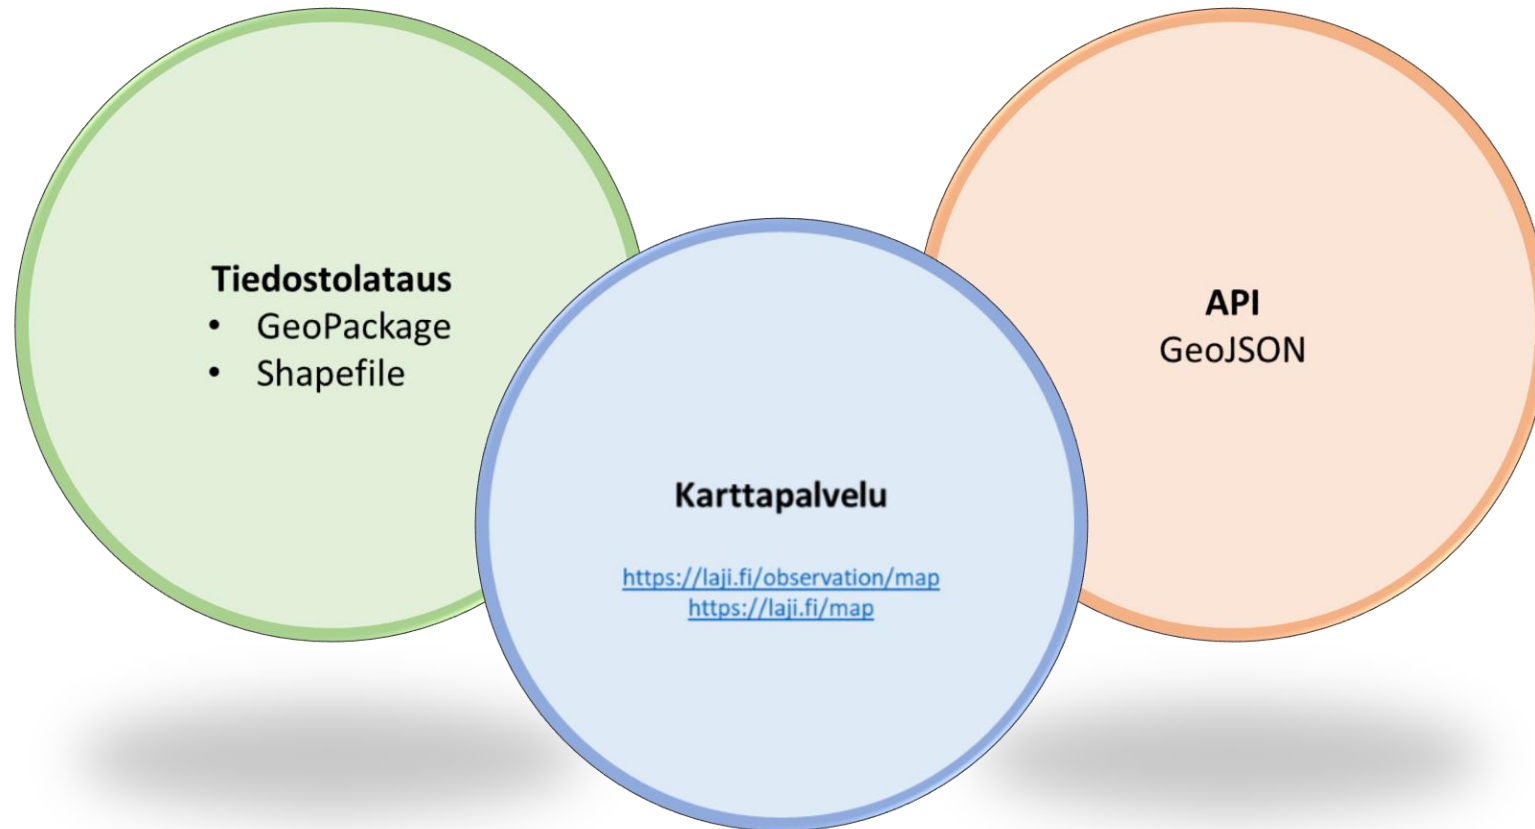 Tiedostolataus
• GeoPackage
• Shapefile
API
GeoJSON
Karttapalvelu
https://laji.fi/observation/map
https://laji.fi/map